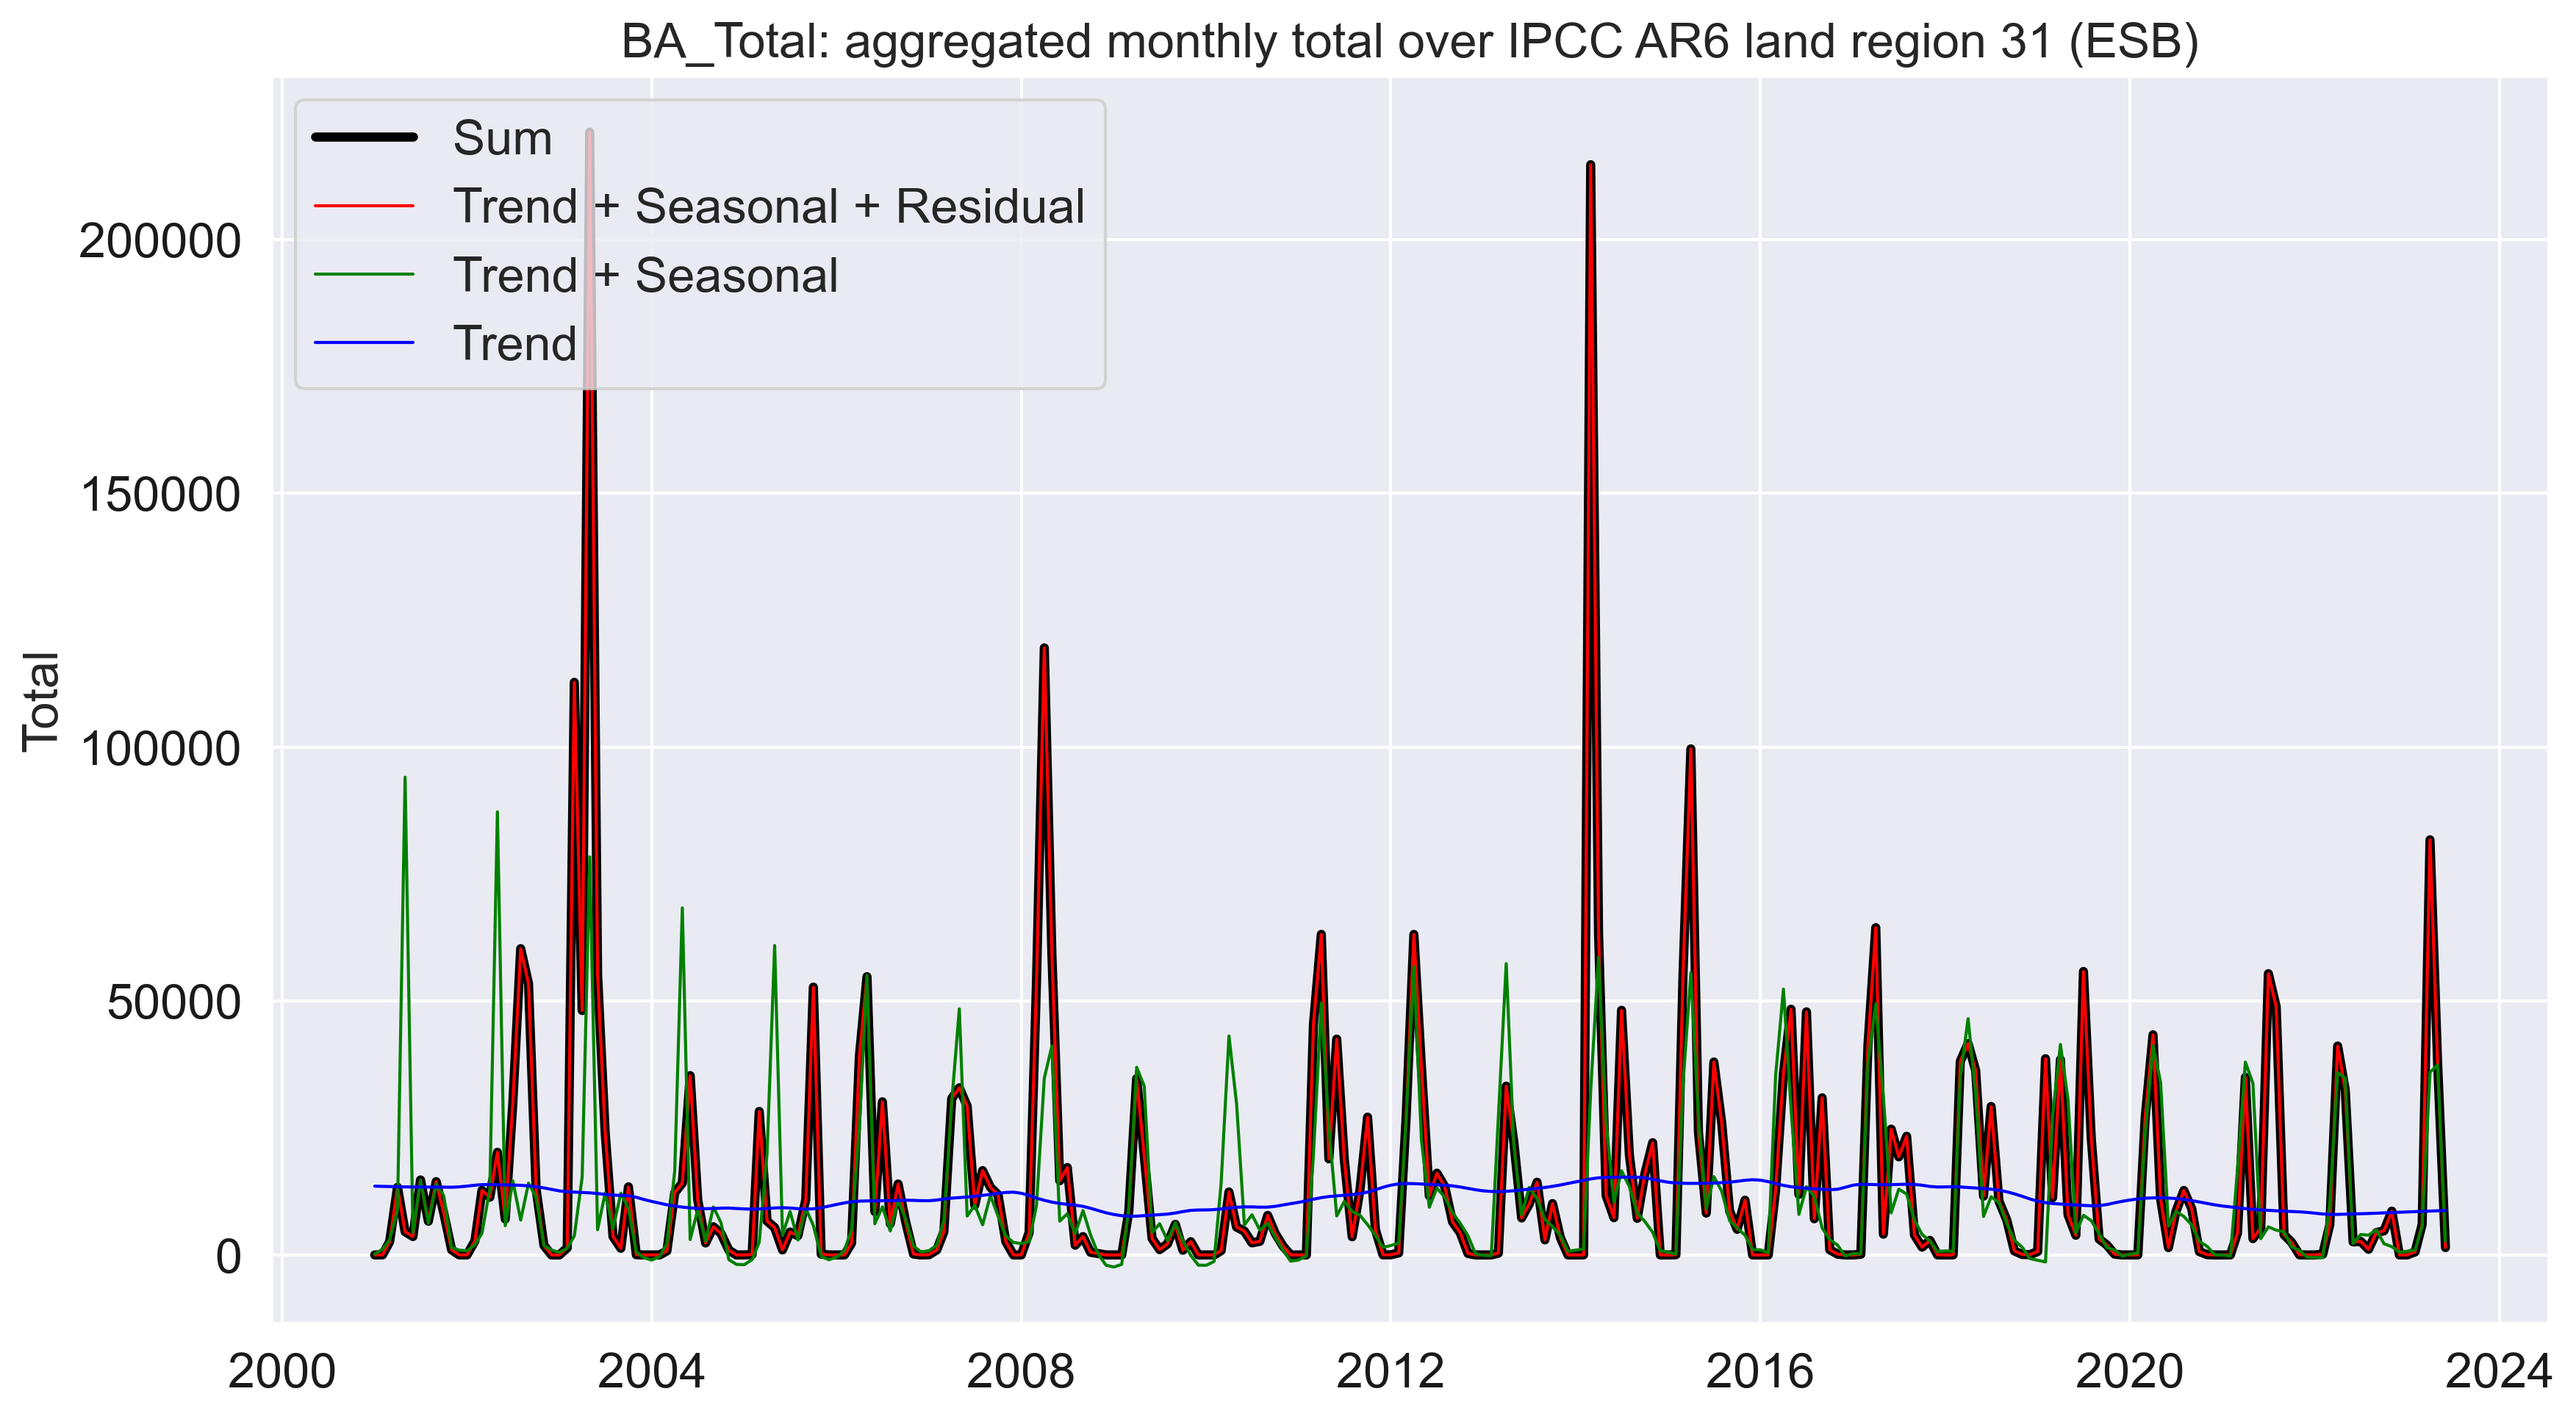 BA_Total: aggregated monthly total over IPCC AR6 land region 31 (ESB)
Sum
Trend + Seasonal + Residual
Trend + Seasonal
Trend
200000
150000
100000
50000
0
Total
2000 2004 2008 2012 2016 2020 2024